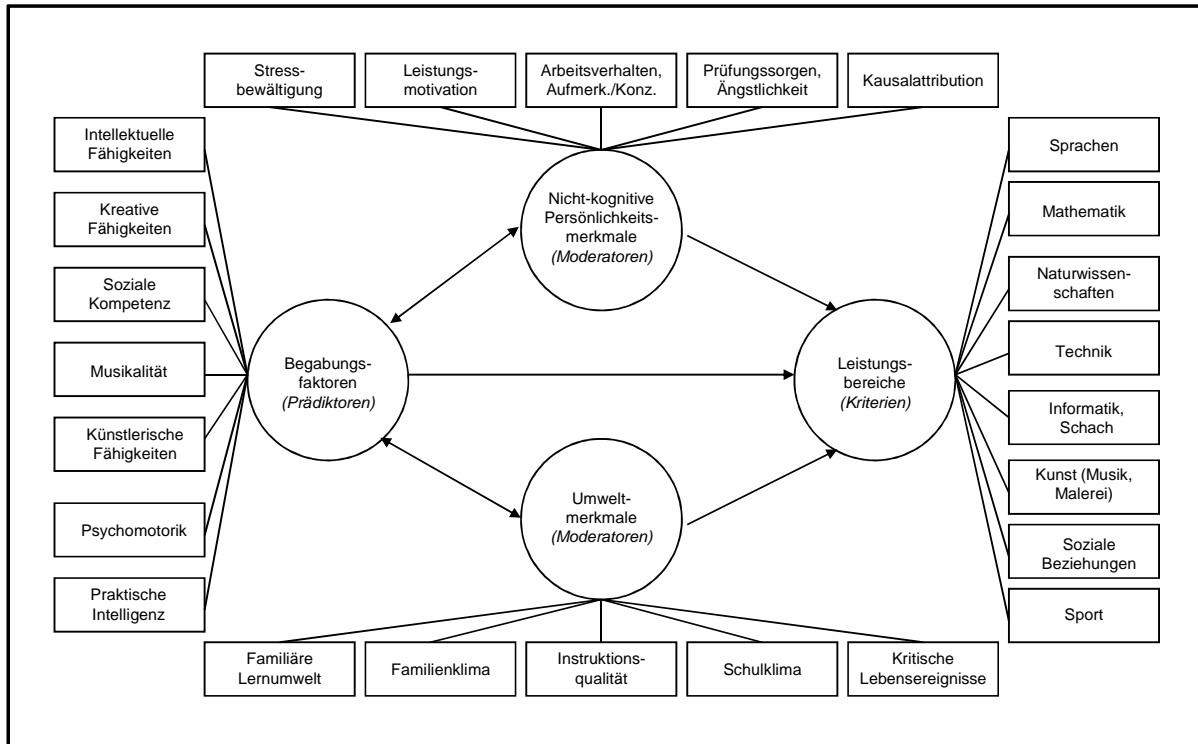 Stress-
bewältigung
Leistungs-
motivation
Arbeitsverhalten,
Aufmerk./Konz.
Prüfungssorgen,
Ängstlichkeit
Kausalattribution
Intellektuelle
Fähigkeiten
Kreative
Fähigkeiten
Soziale
Kompetenz
Musikalität
Künstlerische
Fähigkeiten
Psychomotorik
Praktische
Intelligenz
Nicht-kognitive
Persönlichkeits-
merkmale
(Moderatoren)
Begabungs-
faktoren
(Prädiktoren)
Leistungs-
bereiche
(Kriterien)
Umwelt-
merkmale
(Moderatoren)
Sprachen
Mathematik
Naturwissen-
schaften
Technik
Informatik,
Schach
Kunst (Musik,
Malerei)
Soziale
Beziehungen
Sport
Familiäre
Lernumwelt
Familienklima
Instruktions-
qualität
Schulklima
Kritische
Lebensereignisse